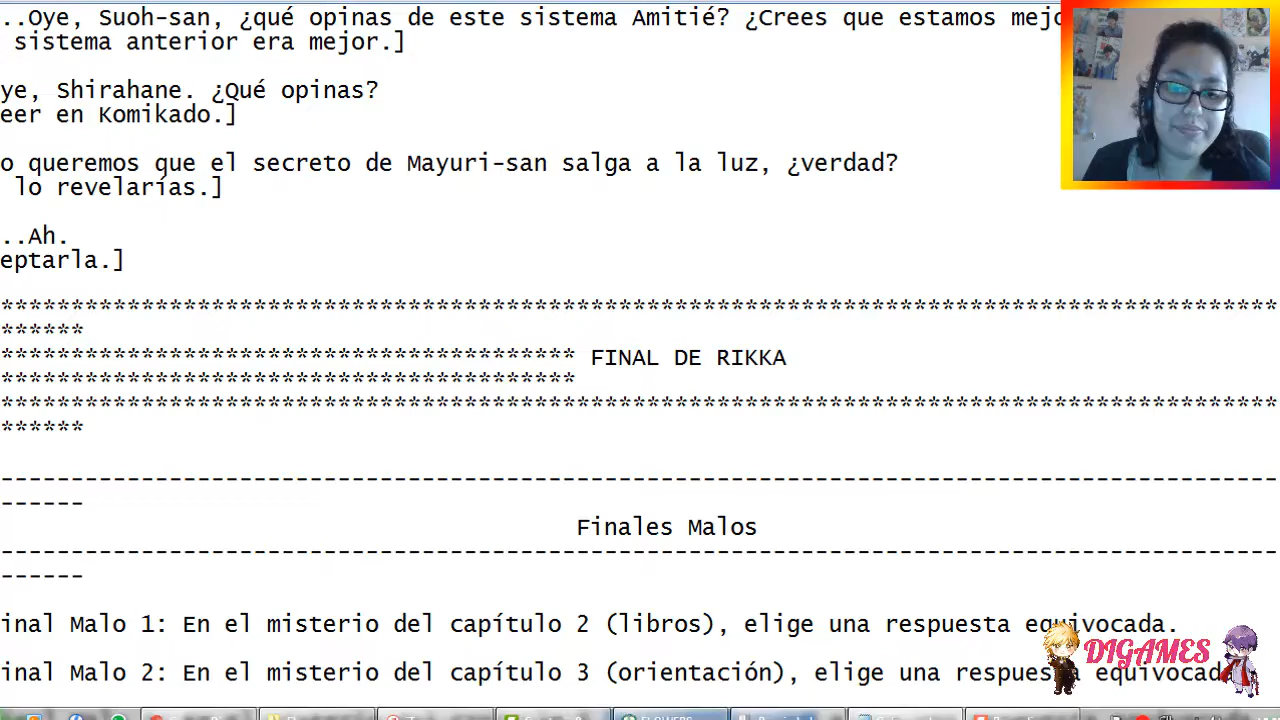 ..Oye, Suoh-san, ¿qué opinas de este sistema Amitié? ¿Crees que estamos
sistema anterior era mejor.]
ye, Shirahane. ¿Qué opinas?
eer en Komikado.]
o queremos que el secreto de Mayuri-san salga a la luz, ¿verdad?
lo revelarías.]
..Ah.
eptarla.]
*******************************************************************************************
******
***************************************** FINAL DE RIKKA
*****************************************
*******************************************************************************************
******
-------------------------------------------------------------------------------------------
------
Finales Malos
-------------------------------------------------------------------------------------------
------
inal Malo 1: En el misterio del capítulo 2 (libros), elige una respuesta equivocada.
inal Malo 2: En el misterio del capítulo 3 (orientación), elige una respuesta equivocad
DIGAMES